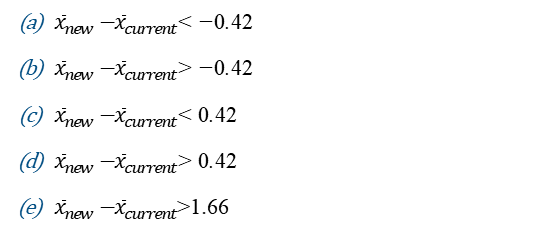 (a) x̄new −x̄current< −0.42
(b) x̄new −x̄current> −0.42
(c) x̄new −x̄current< 0.42
(d) x̄new −x̄current> 0.42
(e) x̄new −x̄current>1.66